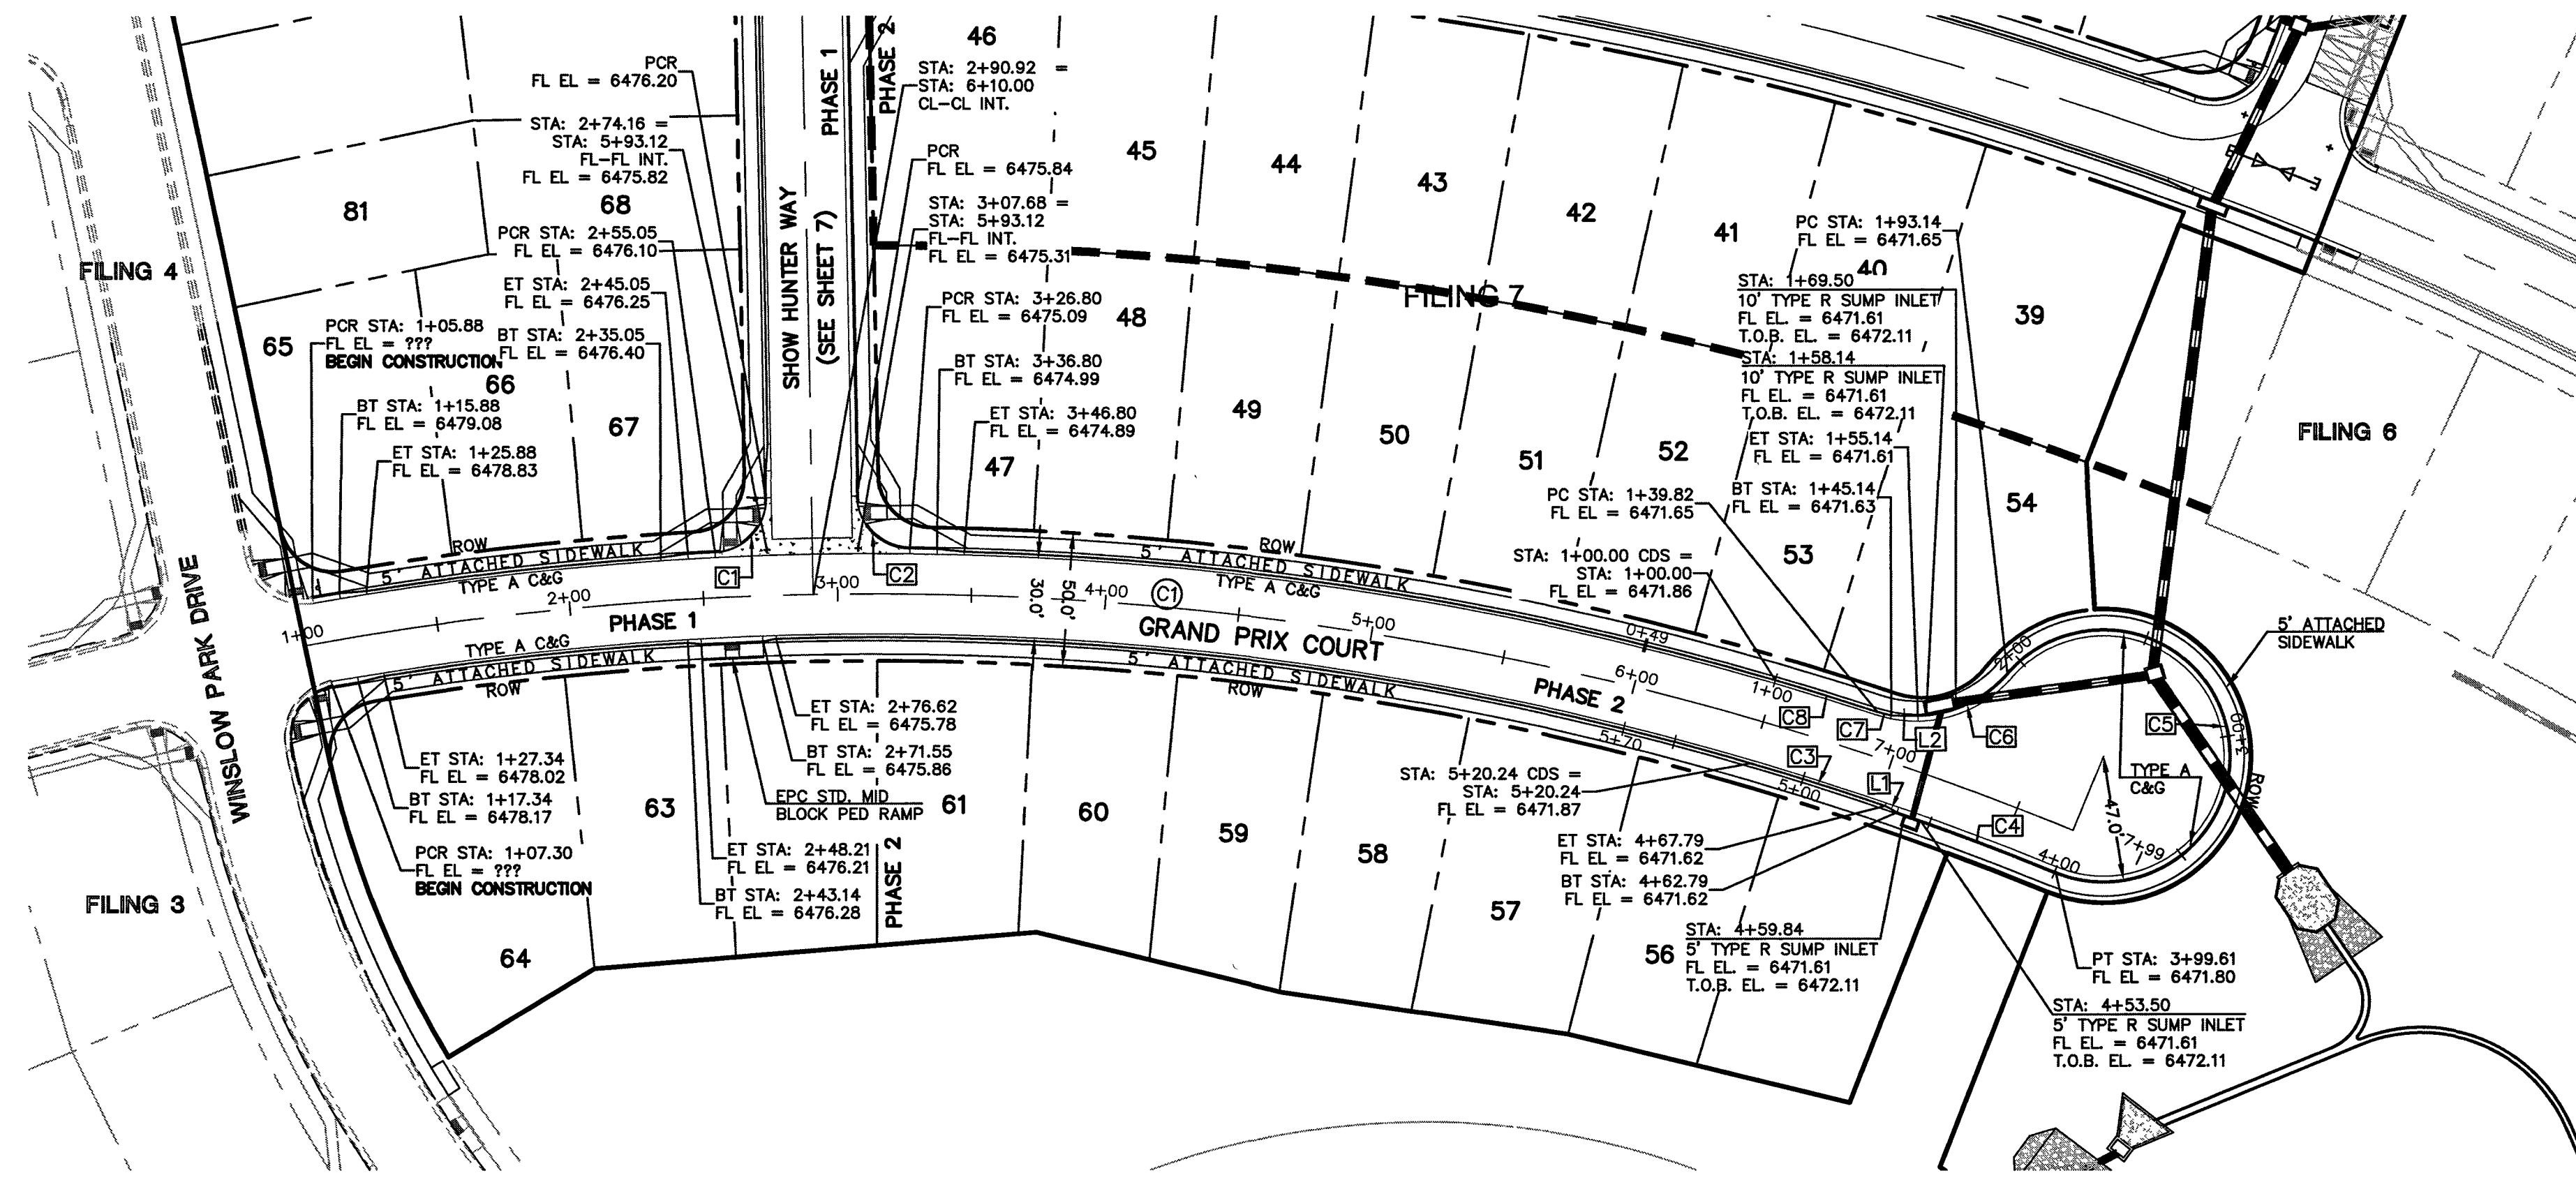 46
PHASE 1
PHASE 2
PCR
FL EL = 6476.20
STA: 2+90.92 =
STA: 6+10.00
CL-CL INT.
STA: 2+74.16 =
STA: 5+93.12
FL-FL INT.
FL EL = 6475.82
PCR
FL EL = 6475.84
45
44
43
42
41
40
39
81
68
STA: 3+07.68 =
STA: 5+93.12
FL-FL INT.
FL EL = 6475.31
PCR STA: 2+55.05
FL EL = 6476.10
SHOW HUNTER WAY
(SEE SHEET 7)
PC STA: 1+93.14
FL EL = 6471.65
FILING 4
ET STA: 2+45.05
FL EL = 6476.25
STA: 1+69.50
10' TYPE R SUMP INLET
FL EL. = 6471.61
T.O.B. EL. = 6472.11
FILING 7
PCR STA: 3+26.80
FL EL = 6475.09
48
65
PCR STA: 1+05.88
FL EL = ???
BEGIN CONSTRUCTION
BT STA: 2+35.05
FL EL = 6476.40
STA: 1+58.14
10' TYPE R SUMP INLET
FL EL. = 6471.61
T.O.B. EL. = 6472.11
BT STA: 3+36.80
FL EL = 6474.99
66
BT STA: 1+15.88
FL EL = 6479.08
67
ET STA: 3+46.80
FL EL = 6474.89
49
50
51
52
FILING 6
ET STA: 1+55.14
FL EL = 6471.61
ET STA: 1+25.88
FL EL = 6478.83
47
BT STA: 1+45.14
FL EL = 6471.63
54
PC STA: 1+39.82
FL EL = 6471.65
53
STA: 1+00.00 CDS =
STA: 1+00.00
FL EL = 6471.86
ROW
5' ATTACHED SIDEWALK
TYPE A C&G
C1
C2
ROW
5' ATTACHED SIDEWALK
TYPE A C&G
1+00
2+00
3+00
4+00
C1
5+00
6+00
7+00
7+99
30.0'
50.0'
PHASE 1
GRAND PRIX COURT
PHASE 2
0+49
1+00
2+00
3+00
4+00
5+00
5+70
C8
C7
L2
C6
C5
C3
L1
C4
5' ATTACHED
SIDEWALK
TYPE A
C&G
ROW
47.0'
WINSLOW PARK DRIVE
TYPE A C&G
5' ATTACHED SIDEWALK
ROW
5' ATTACHED SIDEWALK
ROW
ET STA: 2+76.62
FL EL = 6475.78
BT STA: 2+71.55
FL EL = 6475.86
EPC STD. MID
BLOCK PED RAMP
ET STA: 1+27.34
FL EL = 6478.02
BT STA: 1+17.34
FL EL = 6478.17
PCR STA: 1+07.30
FL EL = ???
BEGIN CONSTRUCTION
63
61
60
59
58
57
56
64
ET STA: 2+48.21
FL EL = 6476.21
BT STA: 2+43.14
FL EL = 6476.28
PHASE 2
STA: 5+20.24 CDS =
STA: 5+20.24
FL EL = 6471.87
ET STA: 4+67.79
FL EL = 6471.62
BT STA: 4+62.79
FL EL = 6471.62
STA: 4+59.84
5' TYPE R SUMP INLET
FL EL. = 6471.61
T.O.B. EL. = 6472.11
PT STA: 3+99.61
FL EL = 6471.80
STA: 4+53.50
5' TYPE R SUMP INLET
FL EL. = 6471.61
T.O.B. EL. = 6472.11
FILING 3